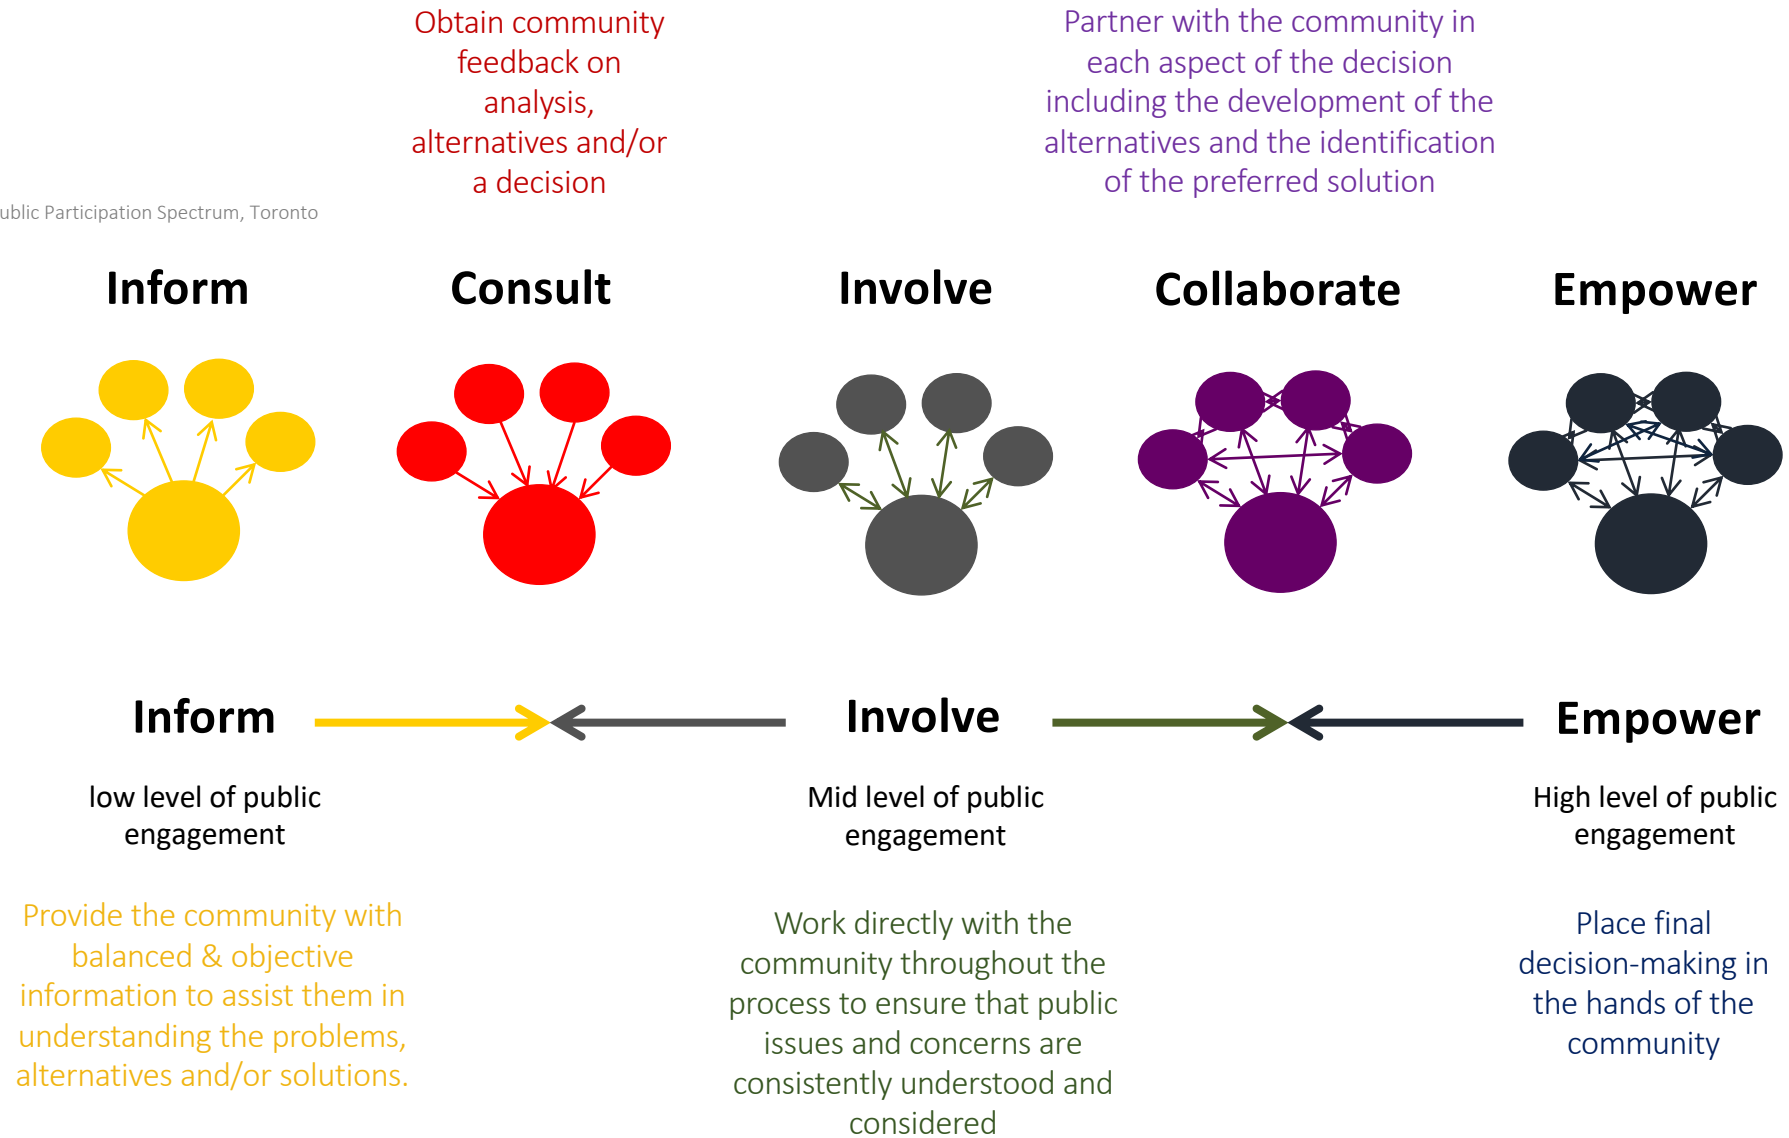 Obtain community
feedback on
analysis,
alternatives and/or
a decision
Partner with the community in
each aspect of the decision
including the development of the
alternatives and the identification
of the preferred solution
ublic Participation Spectrum, Toronto
Inform
Consult
Involve
Collaborate
Empower
Inform
Involve
Empower
low level of public
engagement
Mid level of public
engagement
High level of public
engagement
Provide the community with
balanced & objective
information to assist them in
understanding the problems,
alternatives and/or solutions.
Work directly with the
community throughout the
process to ensure that public
issues and concerns are
consistently understood and
considered
Place final
decision-making in
the hands of the
community